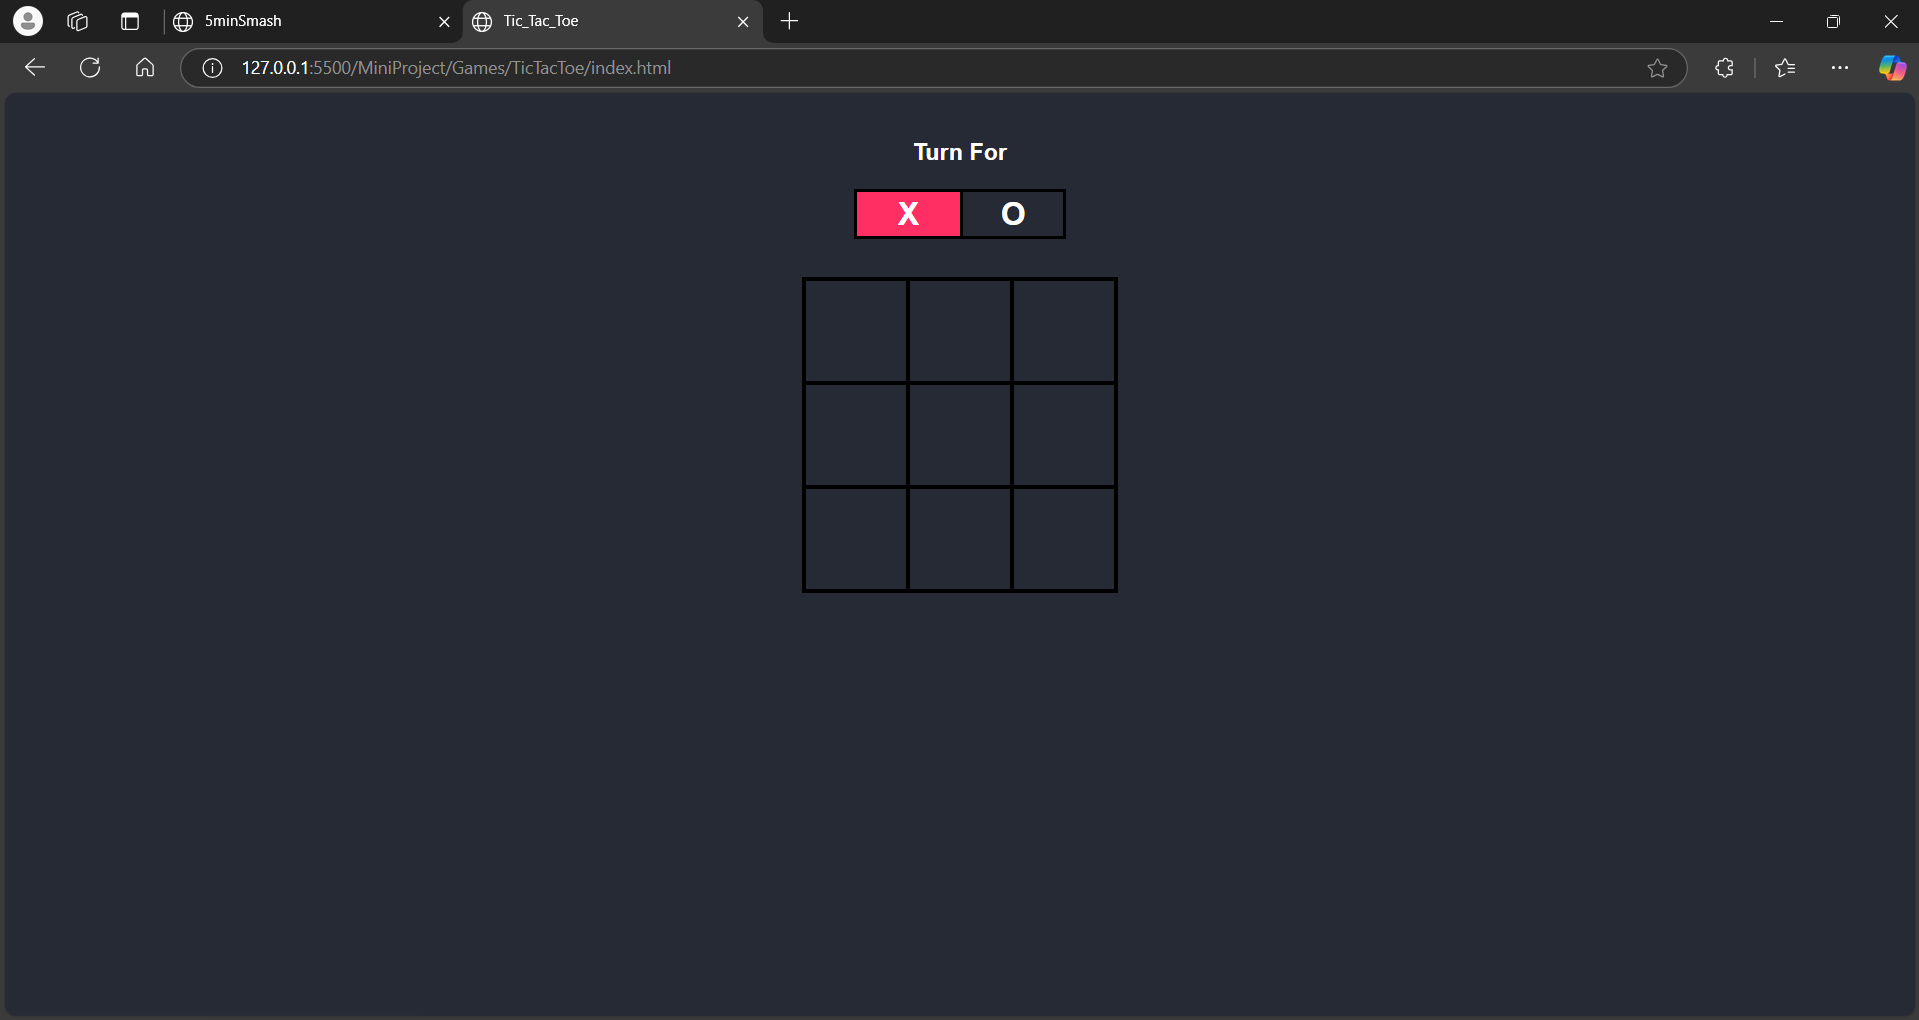 5minSmash
Tic_Tac_Toe
127.0.0.1:5500/MiniProject/Games/TicTacToe/index.html
Turn For
X O